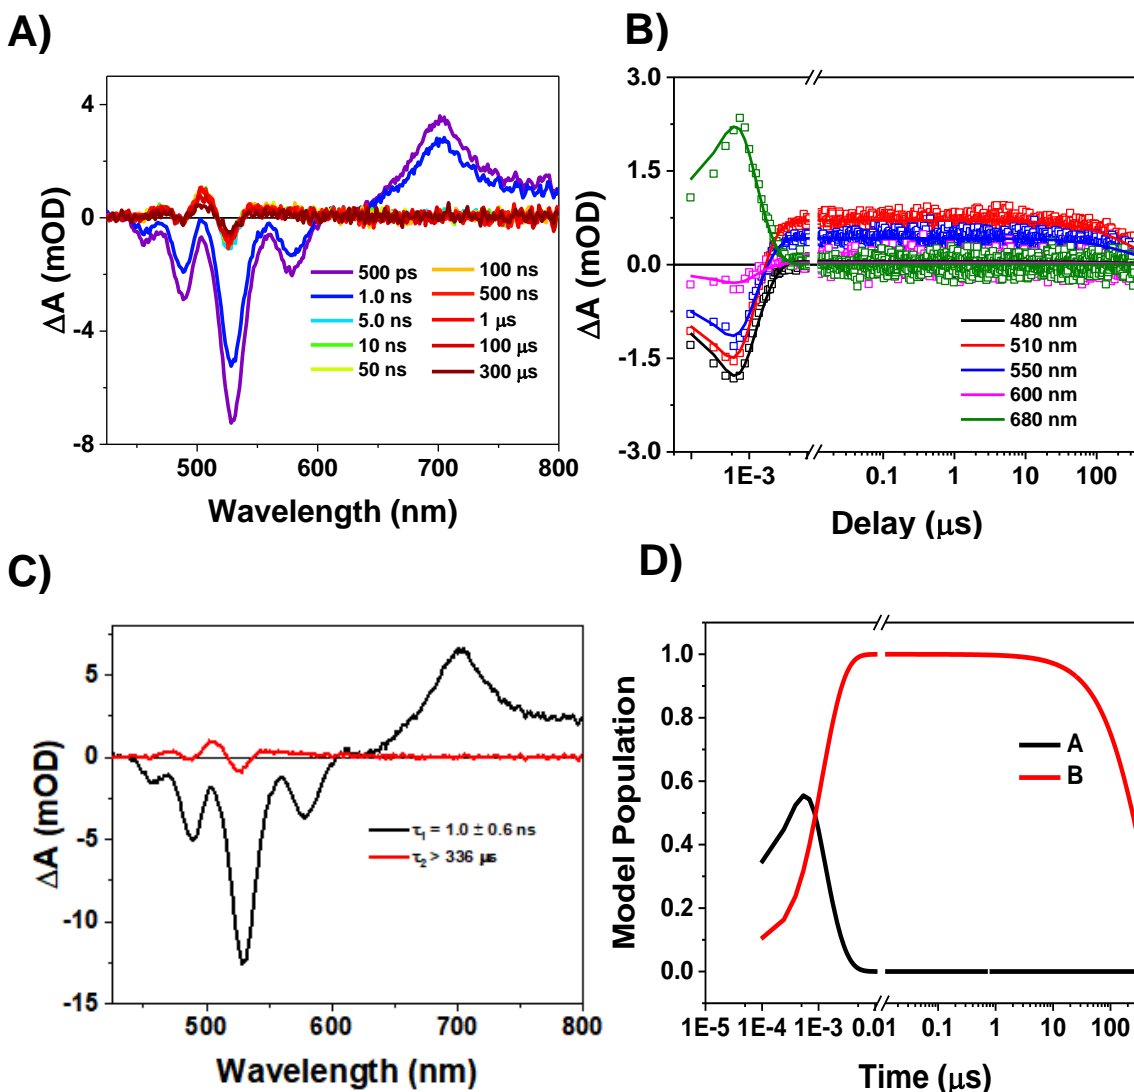 A)
4
0
-4
-8
ΔA (mOD)
500 ps
1.0 ns
5.0 ns
10 ns
50 ns
100 ns
500 ns
1 μs
100 μs
300 μs
500 600 700 800
Wavelength (nm)
B)
3.0
1.5
0.0
-1.5
-3.0
ΔA (mOD)
480 nm
510 nm
550 nm
600 nm
680 nm
1E-3 0.1 1 10 100
Delay (μs)
C)
5
0
-5
-10
-15
ΔA (mOD)
τ1 = 1.0 ± 0.6 ns
τ2 > 336 μs
500 600 700 800
Wavelength (nm)
D)
1.0
0.8
0.6
0.4
0.2
0.0
Model Population
A
B
1E-5 1E-4 1E-3 0.01 0.1 1 10 100
Time (μs)